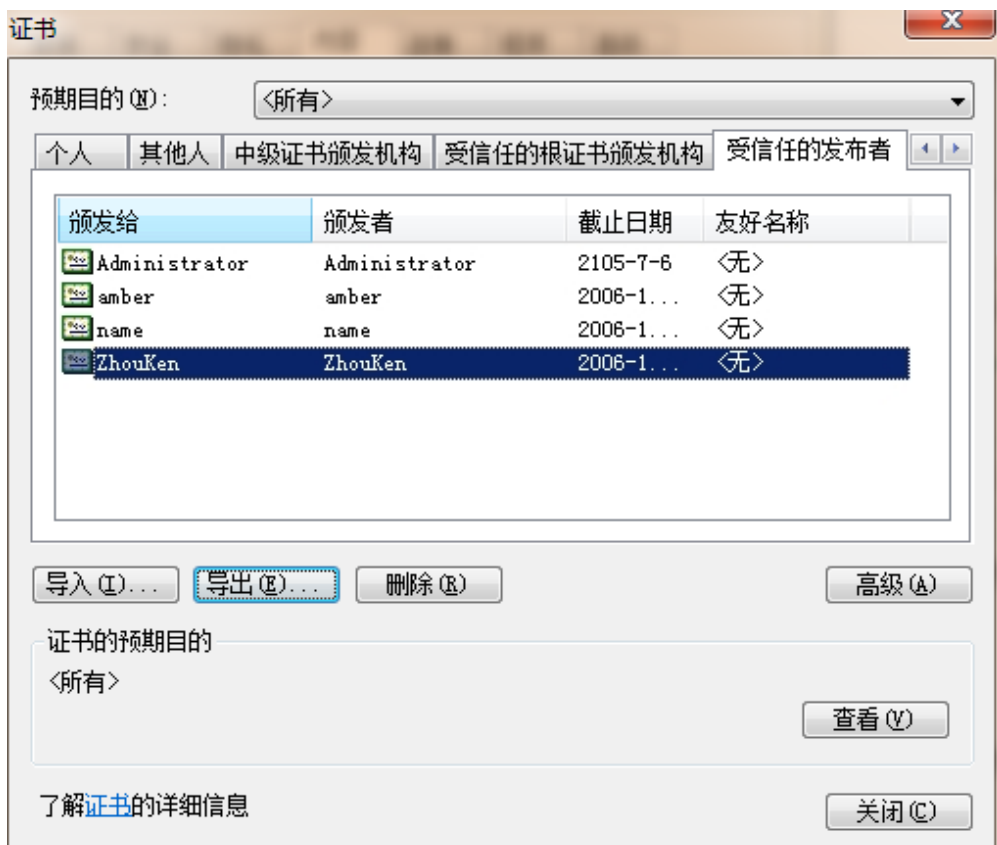 证书
预期目的(N): <所有>
个人 其他人 中级证书颁发机构 受信任的根证书颁发机构 受信任的发布者
颁发给 颁发者 截止日期 友好名称
Administrator Administrator 2105-7-6 <无>
amber amber 2006-1... <无>
name name 2006-1... <无>
ZhouKen ZhouKen 2006-1... <无>
导入(I)... 导出(E)... 删除(R) 高级(A)
证书的预期目的
<所有>
查看(V)
了解证书的详细信息 关闭(C)